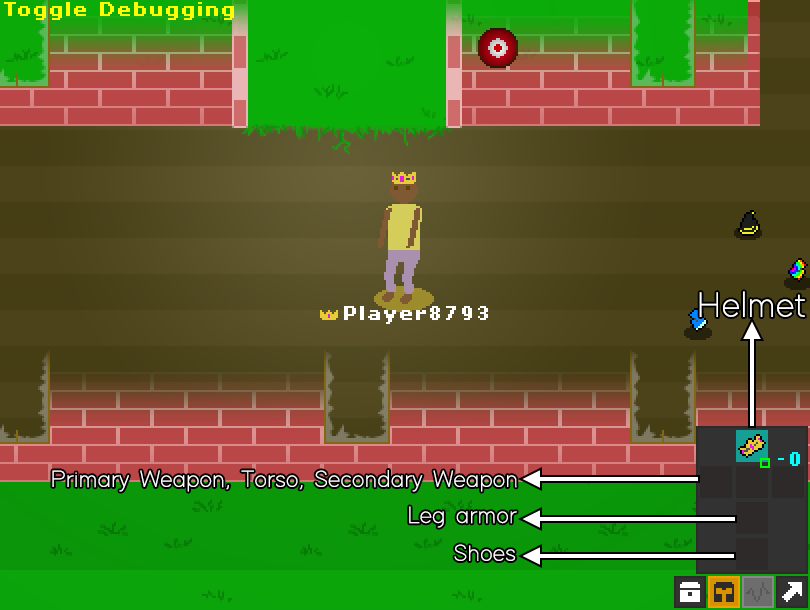 Toggle Debugging
Player8793
Helmet
-0
Primary Weapon, Torso, Secondary Weapon
Leg armor
Shoes